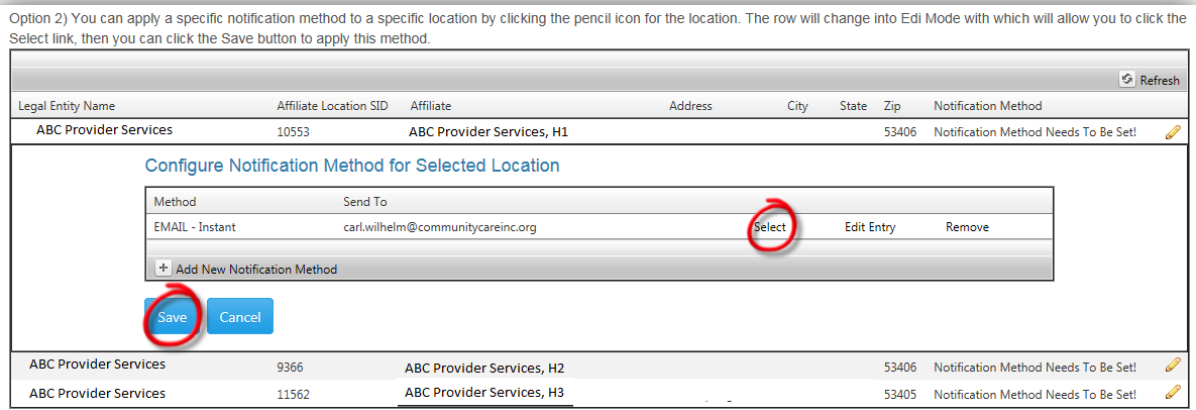 Option 2) You can apply a specific notification method to a specific location by clicking the pencil icon for the location. The row will change into Edi Mode with which will allow you to click the
Select link, then you can click the Save button to apply this method.
Refresh
Legal Entity Name Affiliate Location SID Affiliate Address City State Zip Notification Method
ABC Provider Services 10553 ABC Provider Services, H1 53406 Notification Method Needs To Be Set!
Configure Notification Method for Selected Location
Method Send To
EMAIL - Instant carl.wilhelm@communitycareinc.org Select Edit Entry Remove
+ Add New Notification Method
Save Cancel
ABC Provider Services 9366 ABC Provider Services, H2 53406 Notification Method Needs To Be Set!
ABC Provider Services 11562 ABC Provider Services, H3 53405 Notification Method Needs To Be Set!